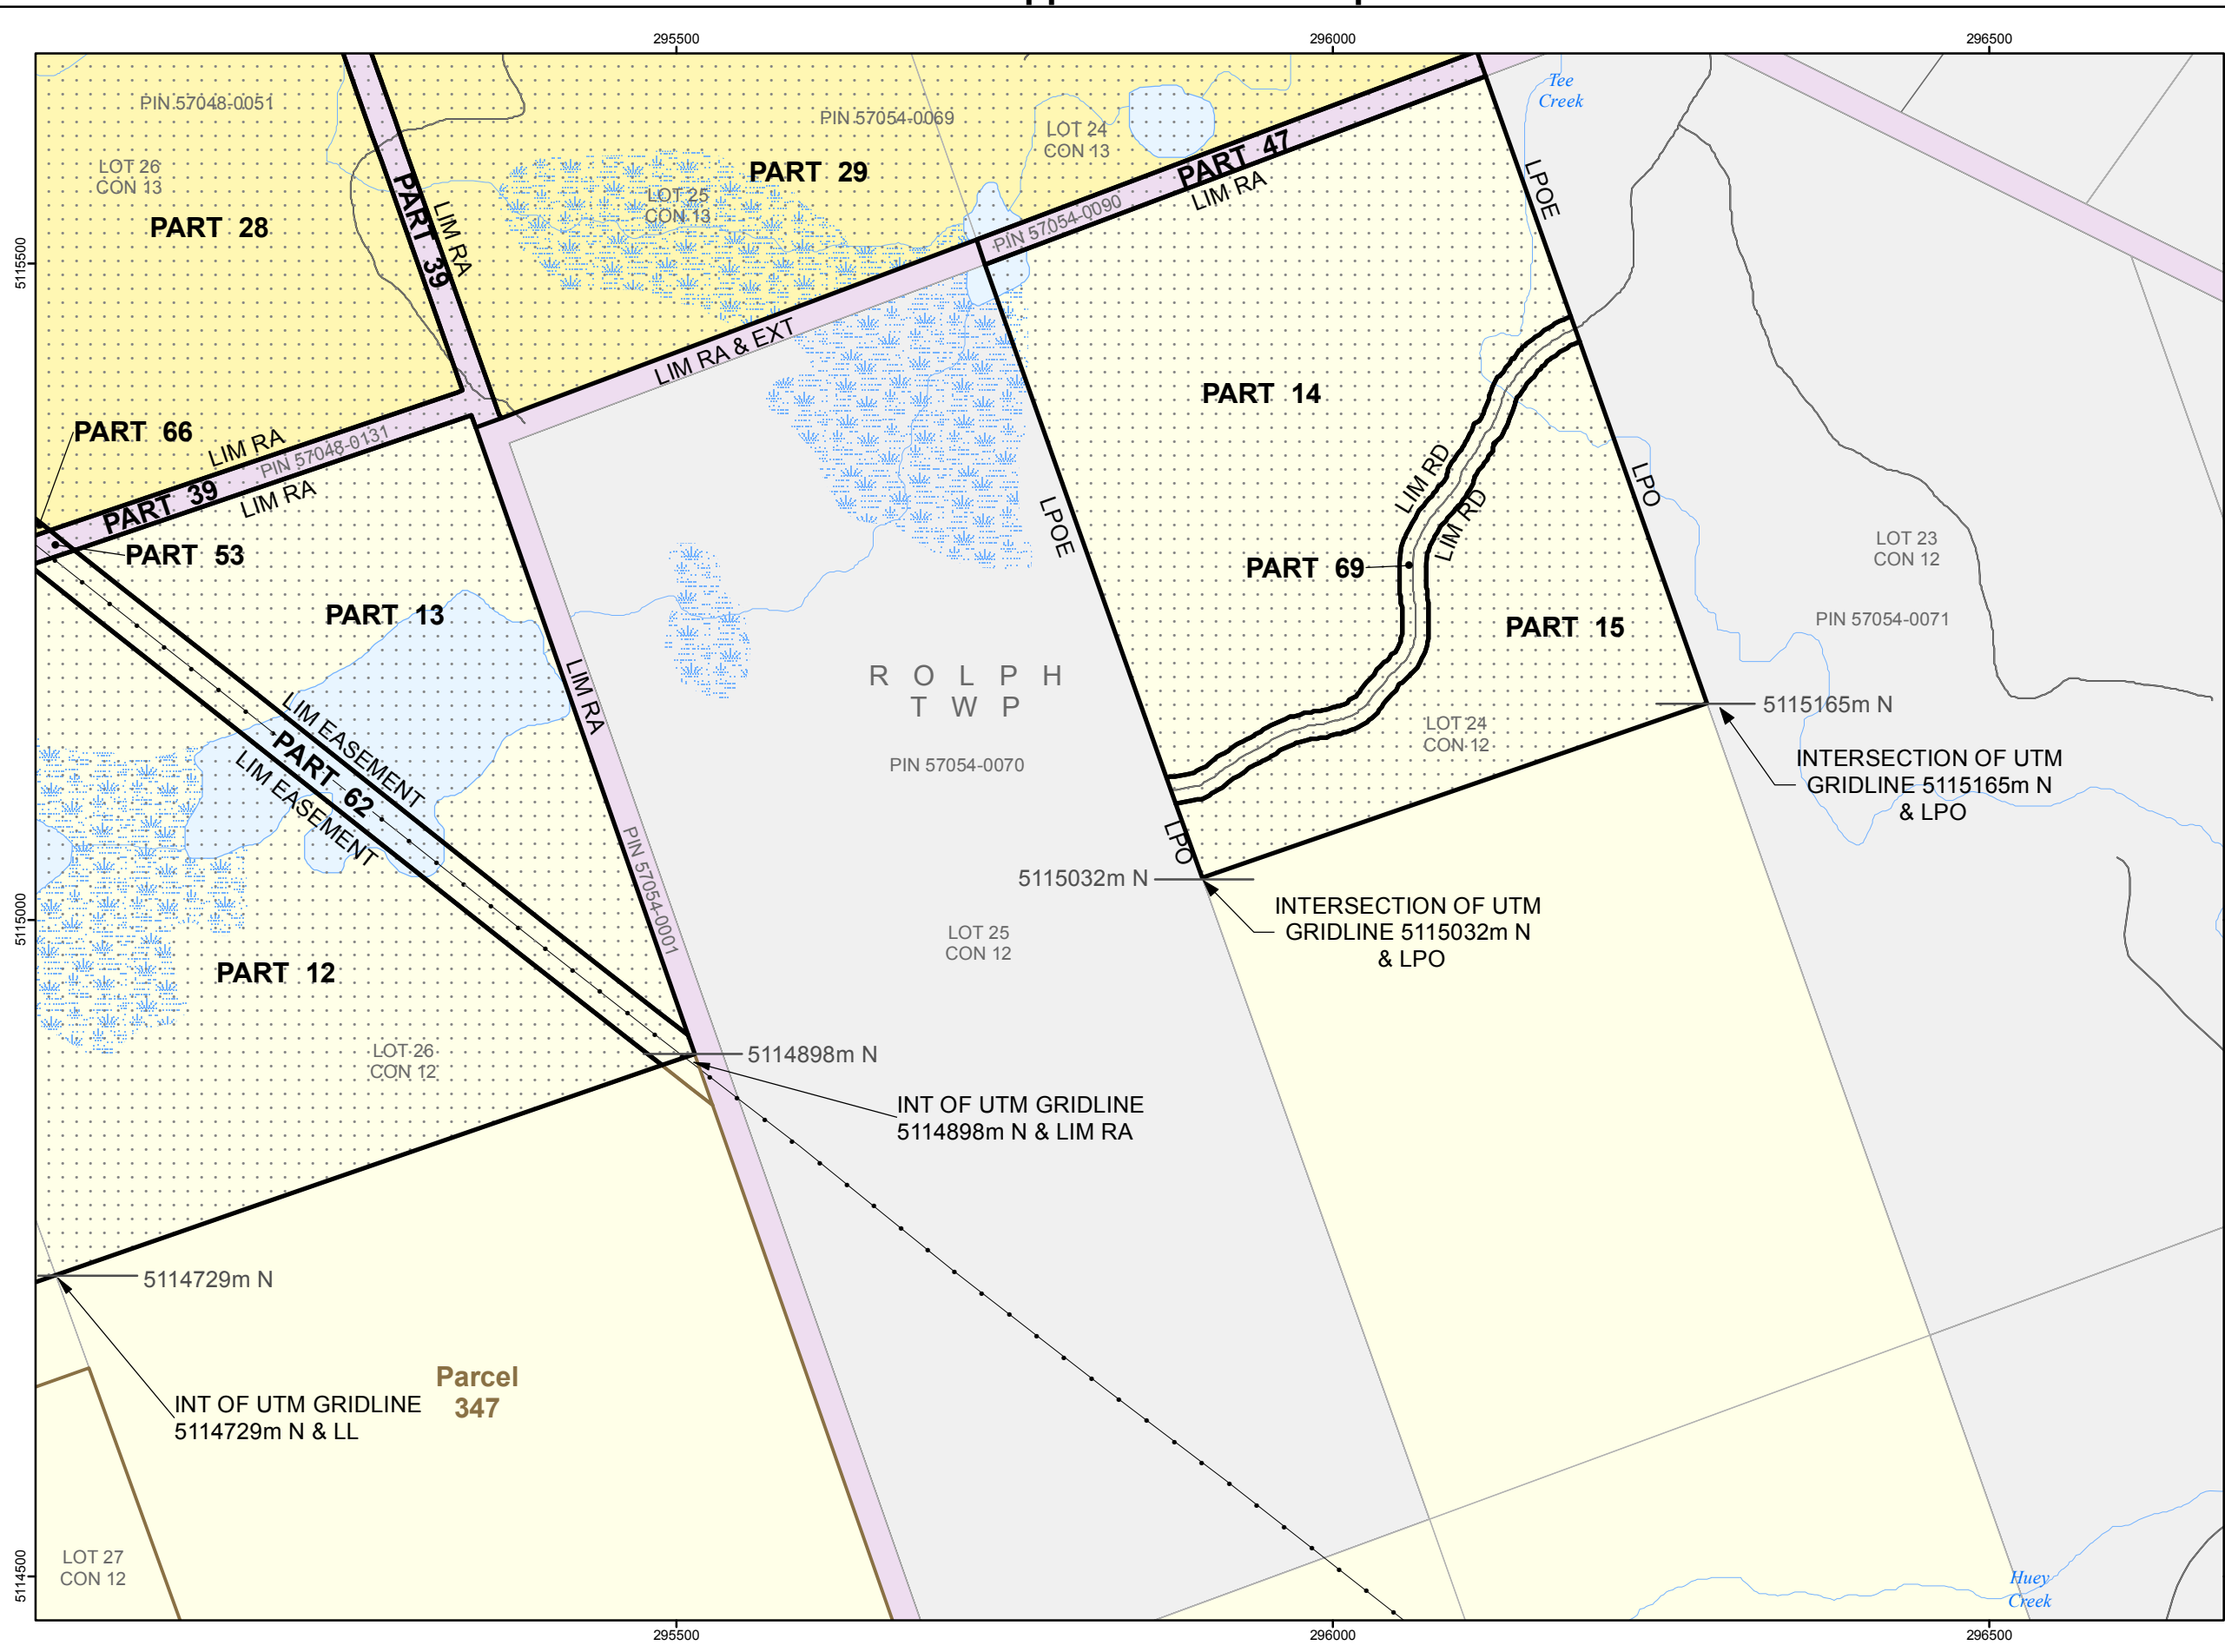 295500
296000
296500
PIN 57048-0051
PIN 57054-0069
Tee
Creek
LOT 24
CON 13
LOT 26
CON 13
PART 29
PART 47
LIM RA
LPOE
LOT 25
CON 13
PART 28
PART 39
LIM RA
PIN 57054-0090
5115500
LIM RA & EXT
PART 14
PART 66
LIM RA
PIN 57048-0131
PART 39
LIM RA
LIM RD
LIM RD
LPO
LPOE
LOT 23
CON 12
PART 53
PART 69
PART 13
PART 15
PIN 57054-0071
ROLPH
TWP
LIM RA
LIM EASEMENT
PART 62
LIM EASEMENT
LOT 24
CON 12
5115165m N
PIN 57054-0070
INTERSECTION OF UTM
GRIDLINE 5115165m N
& LPO
LPO
5115032m N
PIN 57054-0001
5115000
INTERSECTION OF UTM
GRIDLINE 5115032m N
& LPO
LOT 25
CON 12
PART 12
LOT 26
CON 12
5114898m N
INT OF UTM GRIDLINE
5114898m N & LIM RA
5114729m N
Parcel
347
INT OF UTM GRIDLINE
5114729m N & LL
LOT 27
CON 12
5114500
Huey
Creek
295500
296000
296500